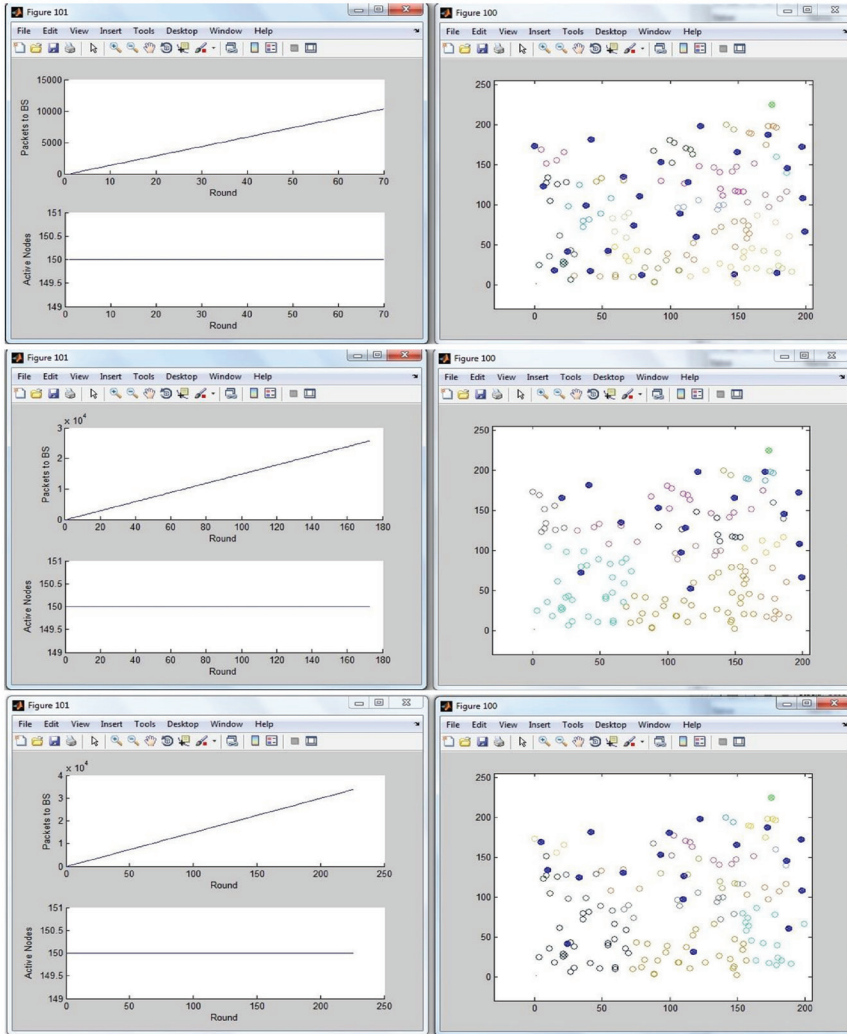 Figure 101
File Edit View Insert Tools Desktop Window Help
15000
10000
5000
0
Packets to BS
0 10 20 30 40 50 60 70
Round
151
150.5
150
149.5
149
Active Nodes
0 10 20 30 40 50 60 70
Round
Figure 100
File Edit View Insert Tools Desktop Window Help
250
200
150
100
50
0
0 50 100 150 200
Figure 101
File Edit View Insert Tools Desktop Window Help
x 10^4
3
2
1
0
Packets to BS
0 20 40 60 80 100 120 140 160 180
Round
151
150.5
150
149.5
149
Active Nodes
0 20 40 60 80 100 120 140 160 180
Round
Figure 100
File Edit View Insert Tools Desktop Window Help
250
200
150
100
50
0
0 50 100 150 200
Figure 101
File Edit View Insert Tools Desktop Window Help
x 10^4
4
3
2
1
0
Packets to BS
0 50 100 150 200 250
Round
151
150.5
150
149.5
149
Active Nodes
0 50 100 150 200 250
Round
Figure 100
File Edit View Insert Tools Desktop Window Help
250
200
150
100
50
0
0 50 100 150 200